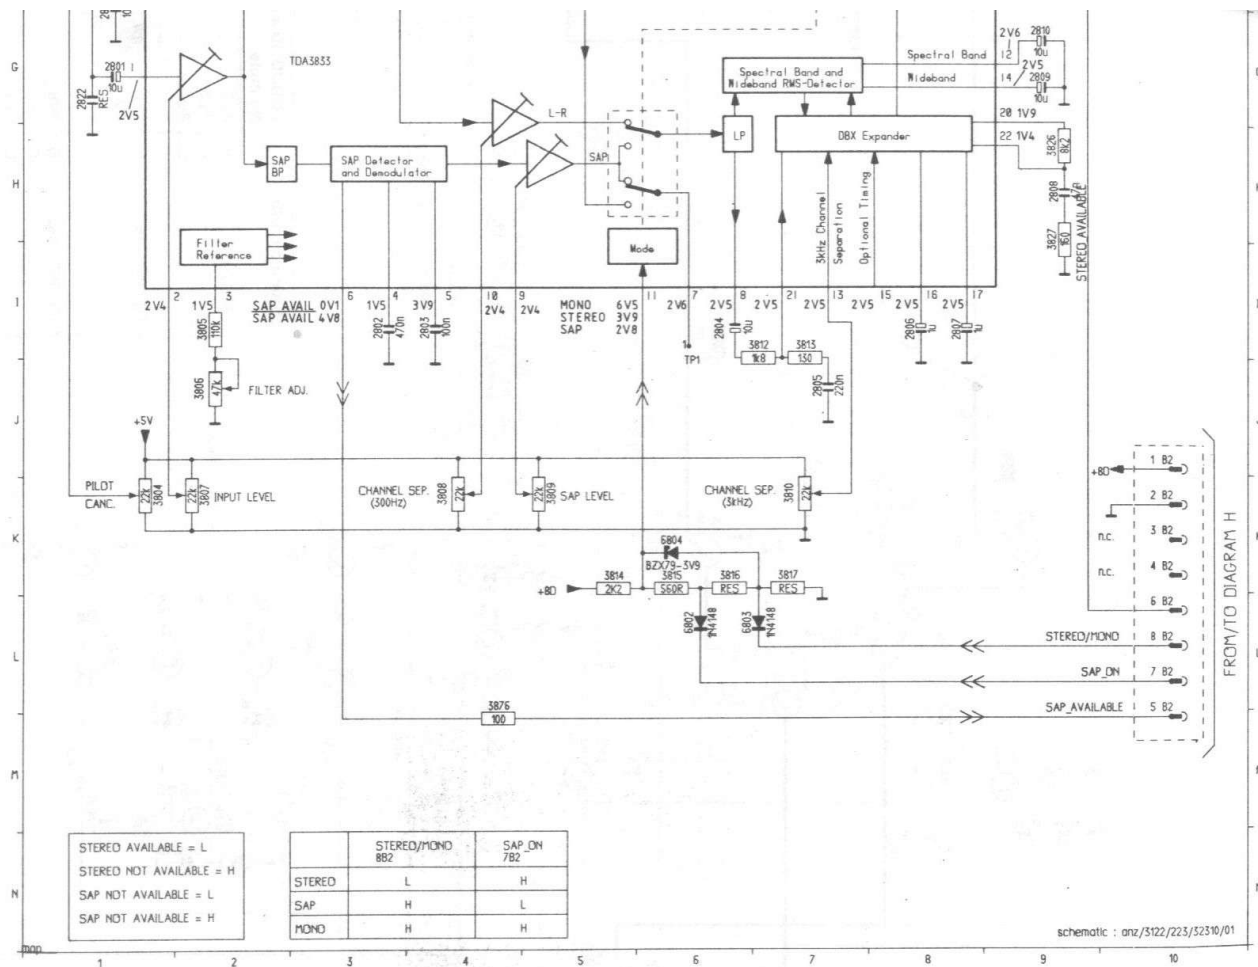 2801
1
10u
2822
RES
2V5
TDA3833
L-R
SAP
BP
SAP Detector
and Demodulator
SAP
Spectral Band and
Wideband RMS-Detector
LP
DBX Expander
Spectral Band
12
2V6
2810
10u
Wideband
14
2V5
2809
10u
20 1V9
22 1V4
3826
8k2
2808
47n
3827
160
STEREO_AVAILABLE
Filter
Reference
Mode
3kHz Channel
Separation
Optional Timing
G
H
I
J
K
L
M
N
2V4
2
1V5
3
SAP AVAIL 0V1
SAP AVAIL 4V8
6
1V5
4
3V9
5
10
2V4
9
2V4
MONO 6V5
STEREO 3V9
SAP 2V8
11
2V6
7
2V5
8
2V5
21
2V5
13
2V5
15
2V5
16
2V5
17
3805
110k
2802
470n
2803
100n
1
TP1
2804
10u
3812
1k8
3813
130
2805
220n
2806
1u
2807
1u
3806
47k
FILTER ADJ.
+5V
PILOT
CANC.
22k
3804
22k
3807
INPUT LEVEL
CHANNEL SEP.
(300Hz)
3808
22k
22k
3809
SAP LEVEL
CHANNEL SEP.
(3kHz)
3810
22k
6804
BZX79-3V9
+8D
3814
2K2
3815
560R
3816
RES
3817
RES
6802
1N4148
6803
1N4148
+8D
1 B2
2 B2
n.c.
3 B2
n.c.
4 B2
6 B2
STEREO/MONO
8 B2
SAP_ON
7 B2
SAP_AVAILABLE
5 B2
FROM/TO DIAGRAM H
3876
100
STEREO AVAILABLE = L
STEREO NOT AVAILABLE = H
SAP NOT AVAILABLE = L
SAP NOT AVAILABLE = H
STEREO/MONO
8B2
SAP_ON
7B2
STEREO L H
SAP H L
MONO H H
schematic : anz/3122/223/32310/01
1 2 3 4 5 6 7 8 9 10